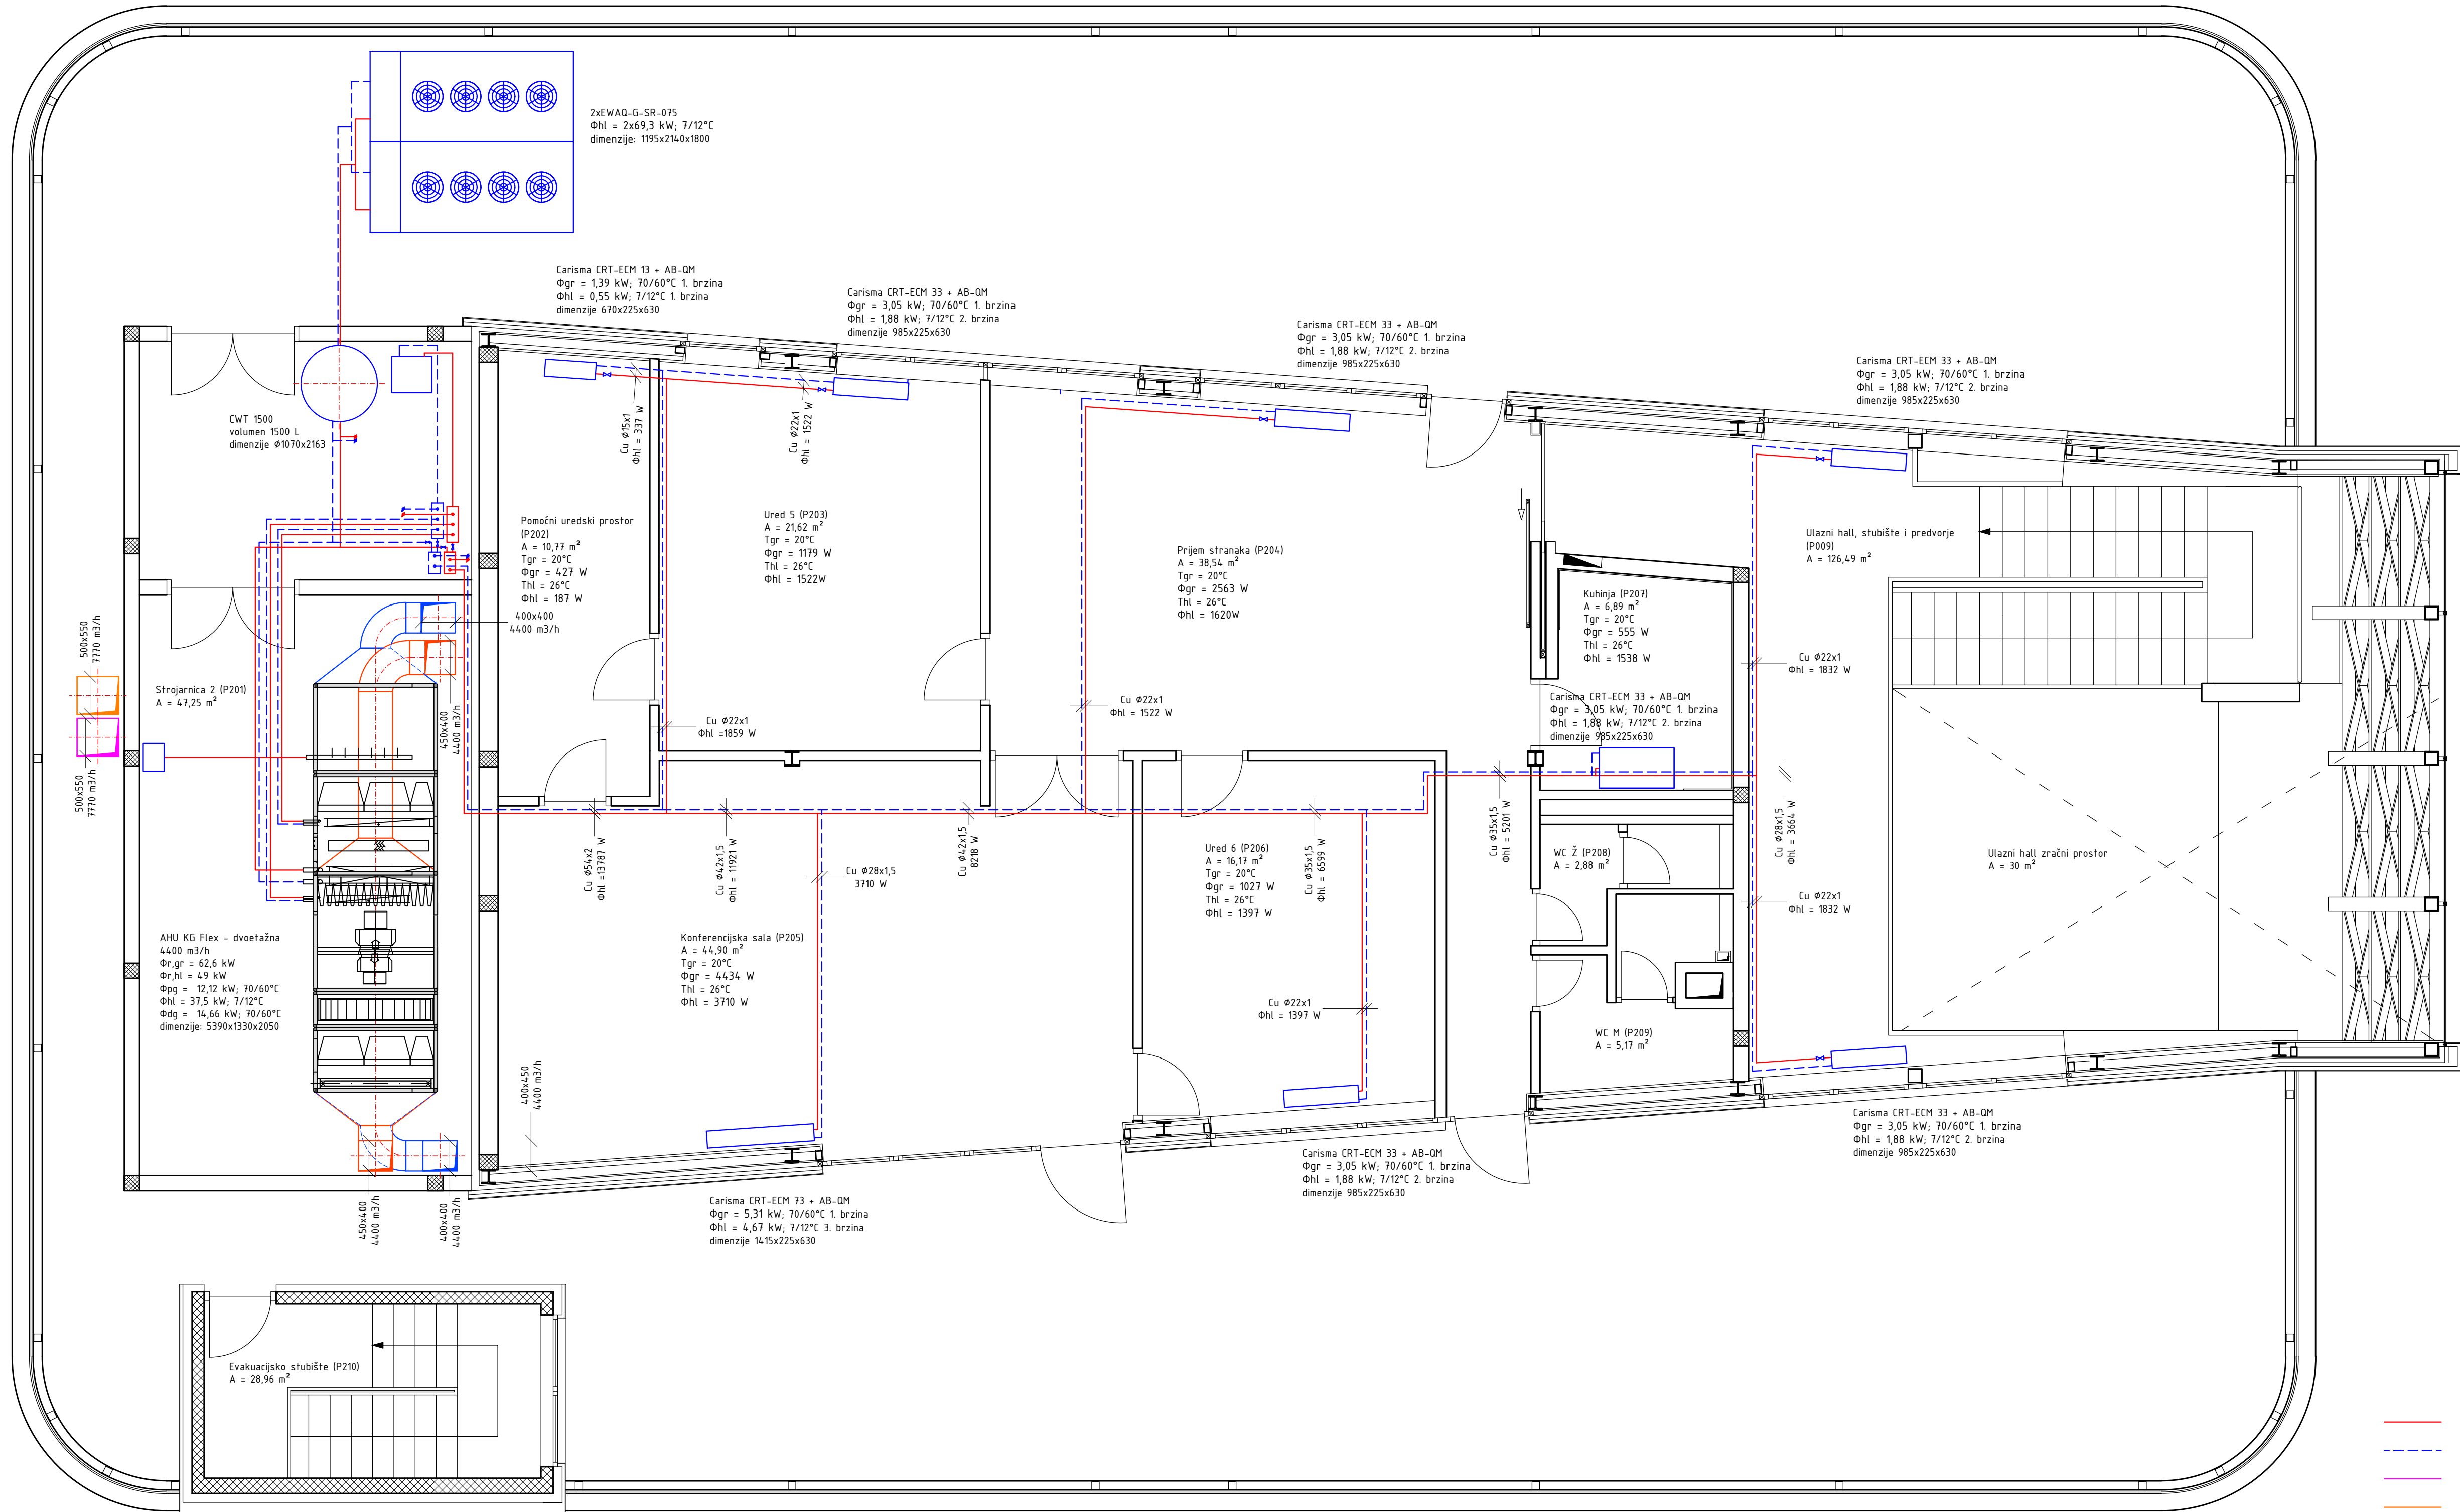 2xEWAQ-G-SR-075
Φhl = 2x69,3 kW; 7/12°C
dimenzije: 1195x2140x1800
Carisma CRT-ECM 13 + AB-QM
Φgr = 1,39 kW; 70/60°C 1. brzina
Φhl = 0,55 kW; 7/12°C 1. brzina
dimenzije 670x225x630
Carisma CRT-ECM 33 + AB-QM
Φgr = 3,05 kW; 70/60°C 1. brzina
Φhl = 1,88 kW; 7/12°C 2. brzina
dimenzije 985x225x630
Carisma CRT-ECM 33 + AB-QM
Φgr = 3,05 kW; 70/60°C 1. brzina
Φhl = 1,88 kW; 7/12°C 2. brzina
dimenzije 985x225x630
Carisma CRT-ECM 33 + AB-QM
Φgr = 3,05 kW; 70/60°C 1. brzina
Φhl = 1,88 kW; 7/12°C 2. brzina
dimenzije 985x225x630
CWT 1500
volumen 1500 L
dimenzije Ø1070x2163
Cu Ø15x1
Φhl = 337 W
Cu Ø22x1
Φhl = 1522 W
Pomoćni uredski prostor
(P202)
A = 10,77 m²
Tgr = 20°C
Φgr = 427 W
Thl = 26°C
Φhl = 187 W
Ured 5 (P203)
A = 21,62 m²
Tgr = 20°C
Φgr = 1179 W
Thl = 26°C
Φhl = 1522W
Prijem stranaka (P204)
A = 38,54 m²
Tgr = 20°C
Φgr = 2563 W
Thl = 26°C
Φhl = 1620W
Kuhinja (P207)
A = 6,89 m²
Tgr = 20°C
Φgr = 555 W
Thl = 26°C
Φhl = 1538 W
Ulazni hall, stubište i predvorje
(P009)
A = 126,49 m²
400x400
4400 m3/h
500x550
7770 m3/h
Strojarnica 2 (P201)
A = 47,25 m²
450x400
4400 m3/h
500x550
7770 m3/h
Cu Ø22x1
Φhl =1859 W
Cu Ø22x1
Φhl = 1522 W
Carisma CRT-ECM 33 + AB-QM
Φgr = 3,05 kW; 70/60°C 1. brzina
Φhl = 1,88 kW; 7/12°C 2. brzina
dimenzije 985x225x630
Cu Ø22x1
Φhl = 1832 W
Cu Ø54x2
Φhl =13787 W
Cu Ø42x1,5
Φhl = 11921 W
Cu Ø28x1,5
3710 W
Cu Ø42x1,5
8218 W
Ured 6 (P206)
A = 16,17 m²
Tgr = 20°C
Φgr = 1027 W
Thl = 26°C
Φhl = 1397 W
Cu Ø35x1,5
Φhl = 6599 W
Cu Ø35x1,5
Φhl = 5201 W
WC Ž (P208)
A = 2,88 m²
Cu Ø28x1,5
Φhl = 3664 W
Cu Ø22x1
Φhl = 1832 W
Ulazni hall zračni prostor
A = 30 m²
AHU KG Flex - dvoetažna
4400 m3/h
Φr,gr = 62,6 kW
Φr,hl = 49 kW
Φpg =  12,12 kW; 70/60°C
Φhl = 37,5 kW; 7/12°C
Φdg =  14,66 kW; 70/60°C
dimenzije: 5390x1330x2050
Konferencijska sala (P205)
A = 44,90 m²
Tgr = 20°C
Φgr = 4434 W
Thl = 26°C
Φhl = 3710 W
Cu Ø22x1
Φhl = 1397 W
WC M (P209)
A = 5,17 m²
400x450
4400 m3/h
450x400
4400 m3/h
400x400
4400 m3/h
Carisma CRT-ECM 73 + AB-QM
Φgr = 5,31 kW; 70/60°C 1. brzina
Φhl = 4,67 kW; 7/12°C 3. brzina
dimenzije 1415x225x630
Carisma CRT-ECM 33 + AB-QM
Φgr = 3,05 kW; 70/60°C 1. brzina
Φhl = 1,88 kW; 7/12°C 2. brzina
dimenzije 985x225x630
Carisma CRT-ECM 33 + AB-QM
Φgr = 3,05 kW; 70/60°C 1. brzina
Φhl = 1,88 kW; 7/12°C 2. brzina
dimenzije 985x225x630
Evakuacijsko stubište (P210)
A = 28,96 m²